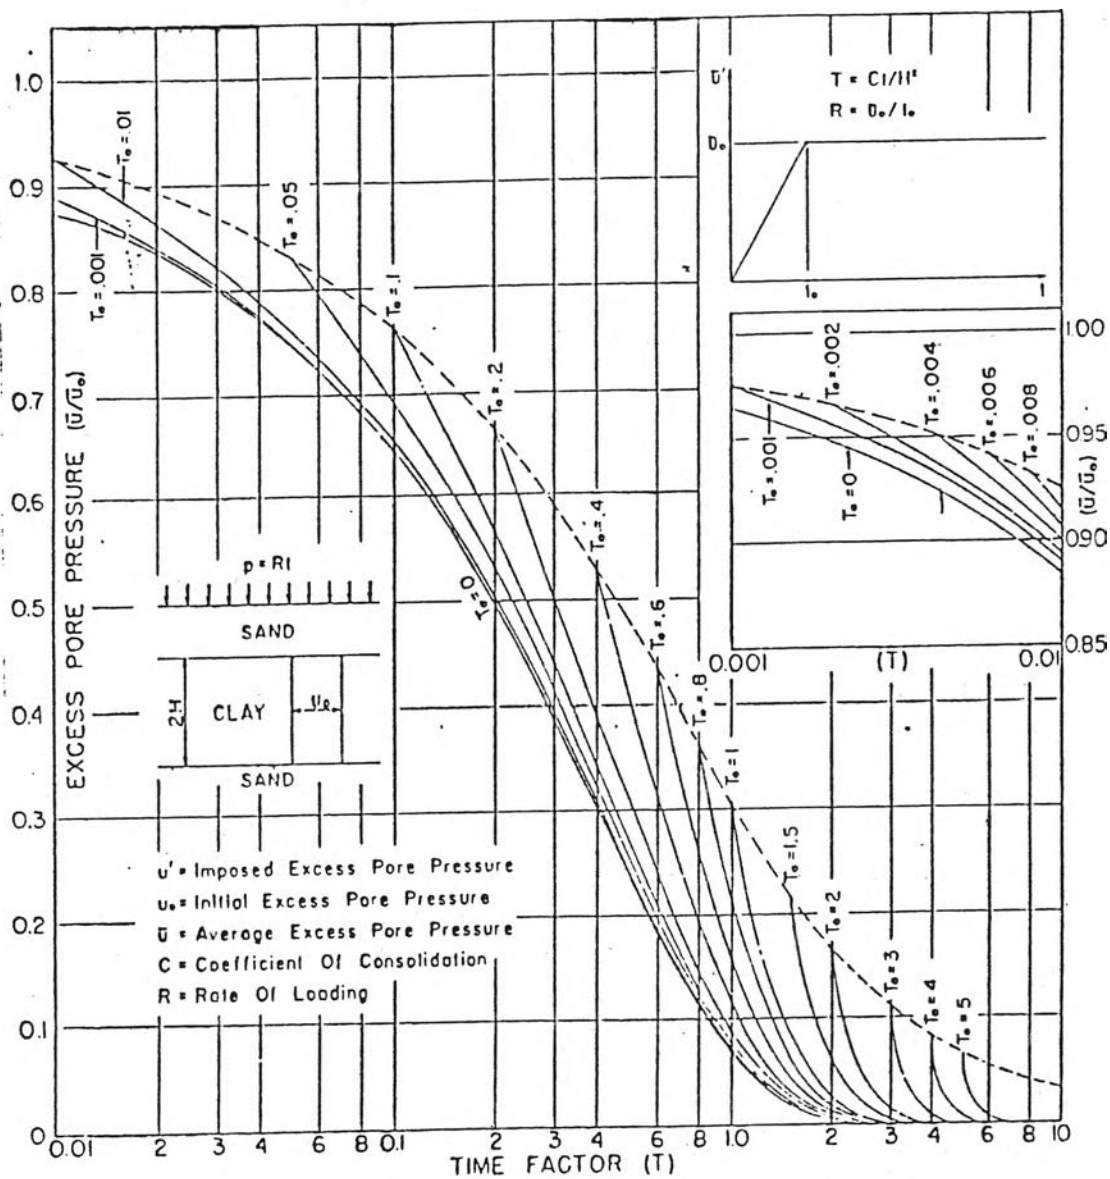 1.0
0.9
0.8
0.7
0.6
0.5
0.4
0.3
0.2
0.1
0
EXCESS PORE PRESSURE (ū/ū₀)
0.01
2
4
6
8
0.1
2
3
4
6
8
1.0
2
3
4
6
8
10
TIME FACTOR (T)
T₀=.01
T₀=.001
T₀=.05
T₀=.1
T₀=.2
T₀=.4
T₀=.6
T₀=.8
T₀=1
T₀=1.5
T₀=2
T₀=3
T₀=4
T₀=5
T₀=0
p=Rt
SAND
2H
CLAY
u₀
SAND
u' = Imposed Excess Pore Pressure
u₀ = Initial Excess Pore Pressure
ū = Average Excess Pore Pressure
C = Coefficient Of Consolidation
R = Rate Of Loading
T = Ct/H²
1.00
0.95
0.90
0.85
(ū/ū₀)
T₀=.002
T₀=.004
T₀=.006
T₀=.008
T₀=.001
T₀=0
0.001
(T)
0.01